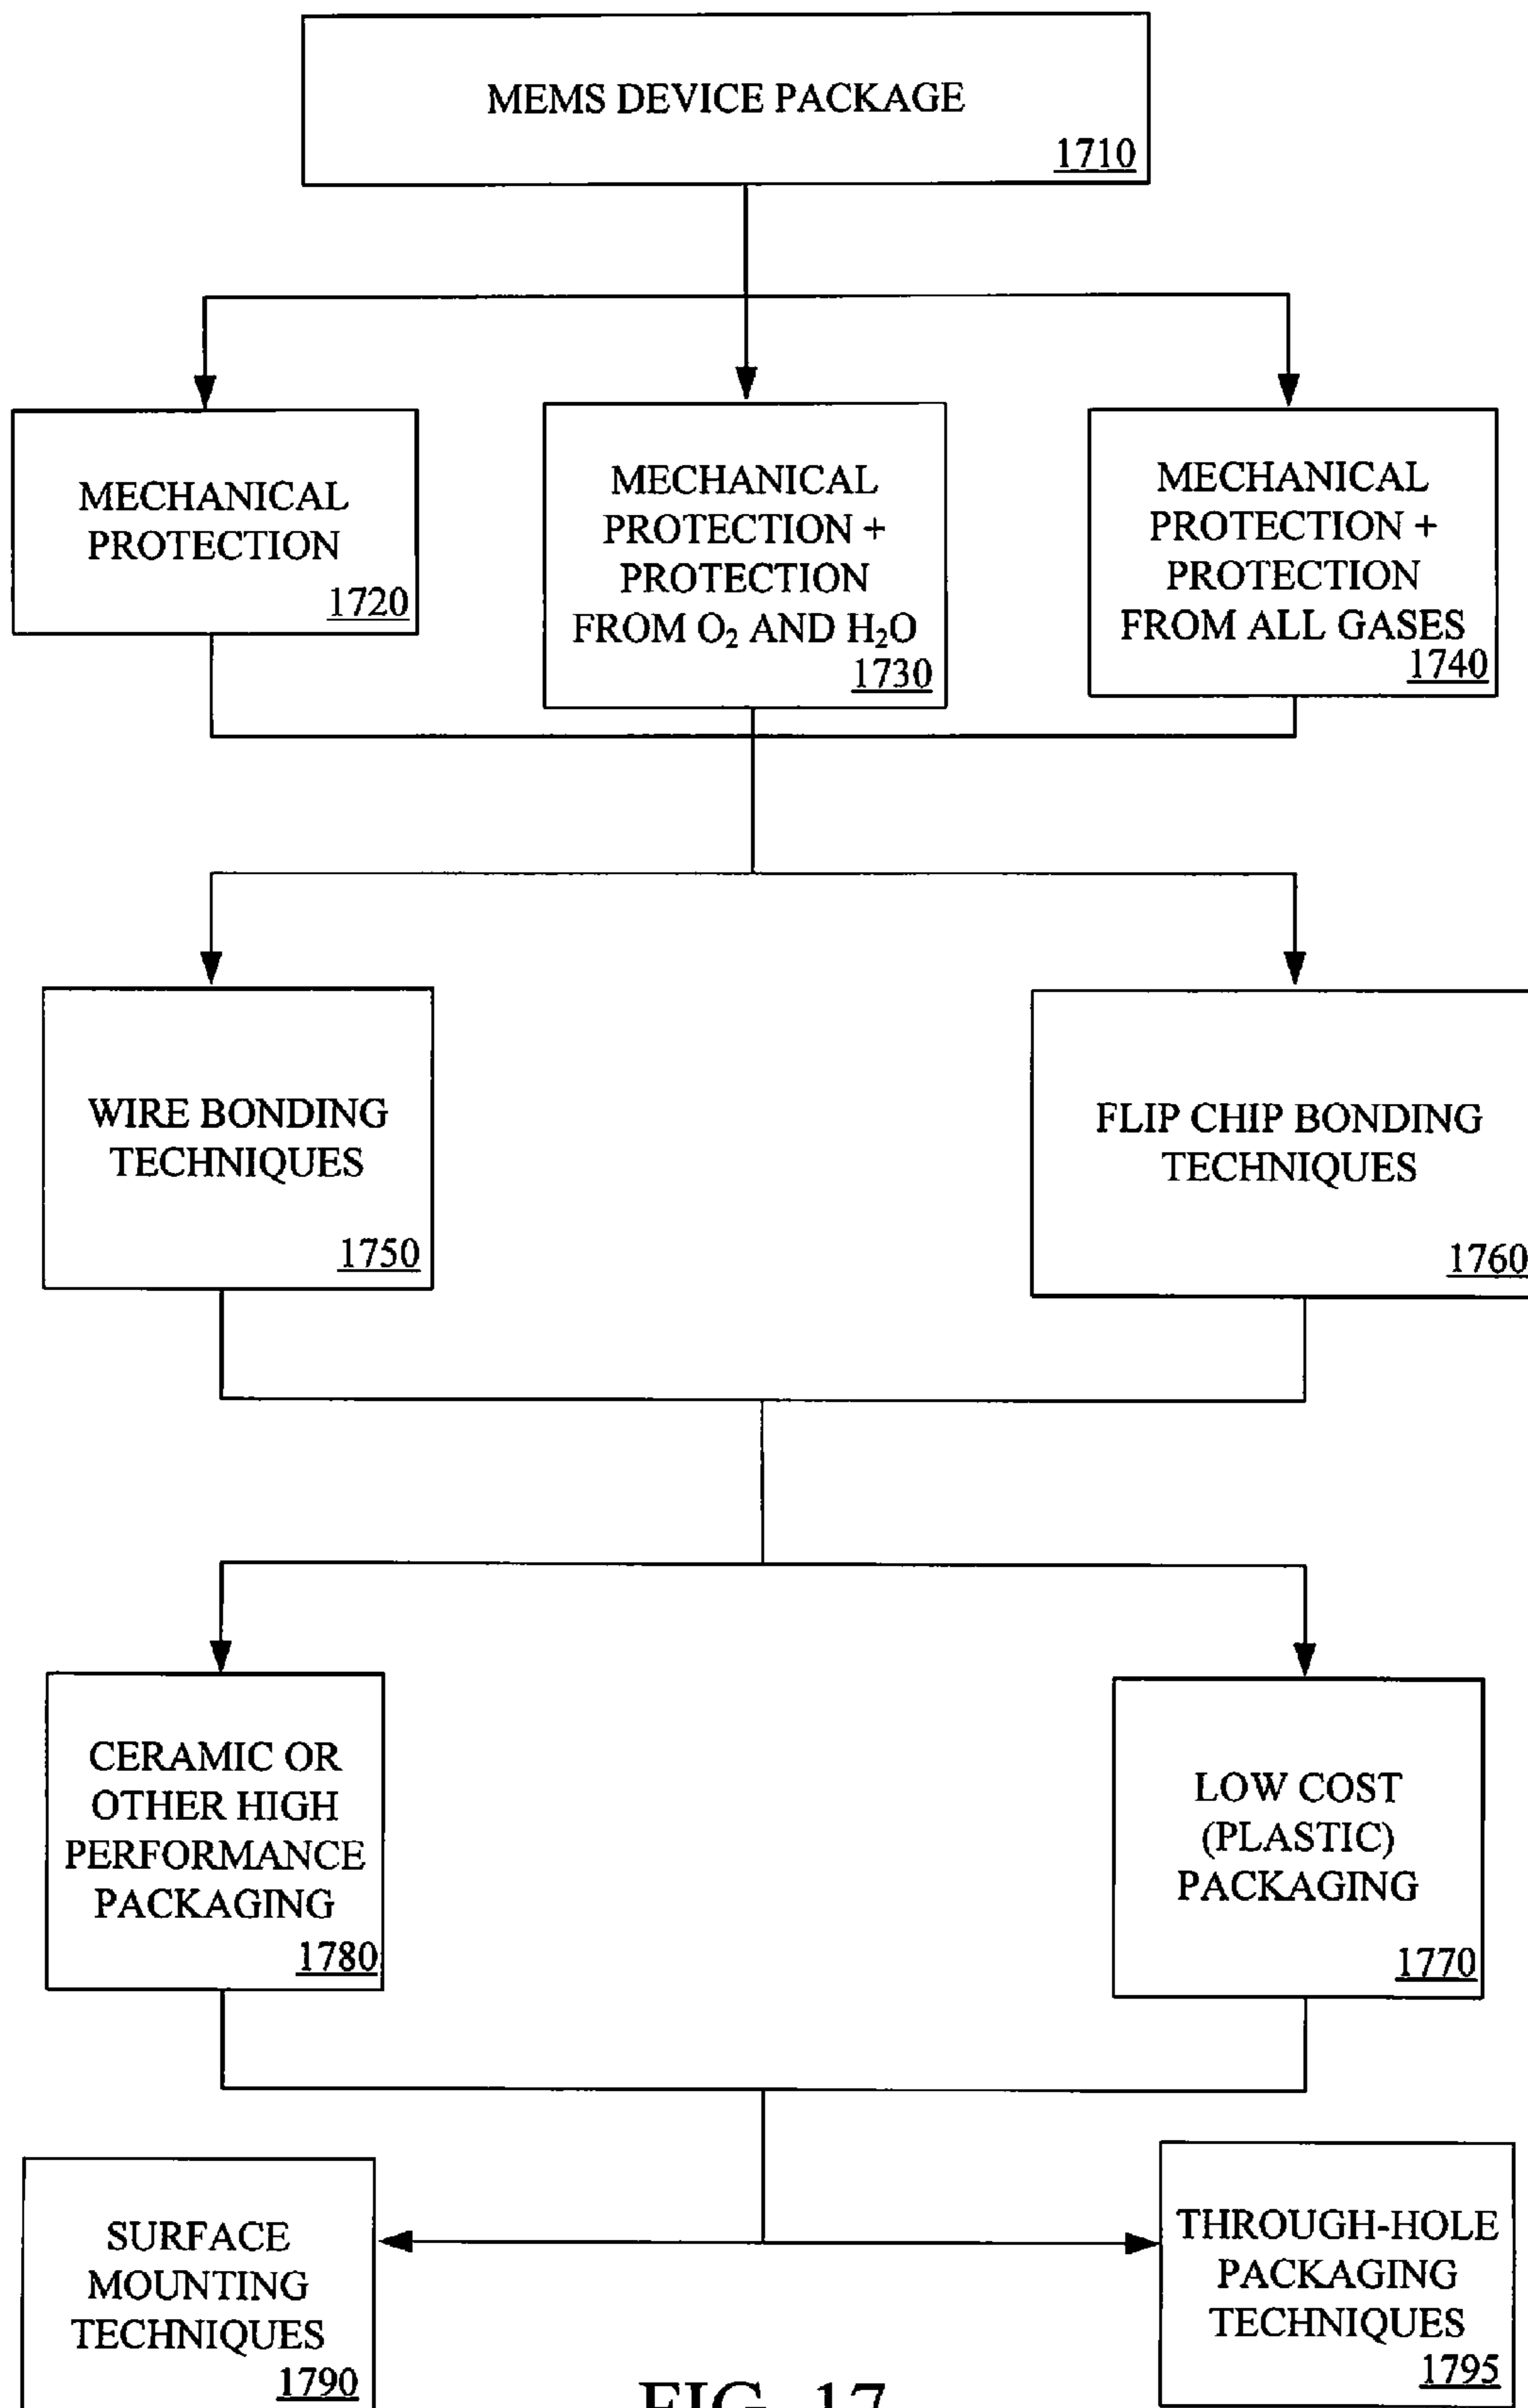 MEMS DEVICE PACKAGE
1710
MECHANICAL
PROTECTION
1720
MECHANICAL
PROTECTION +
PROTECTION
FROM O₂ AND H₂O
1730
MECHANICAL
PROTECTION +
PROTECTION
FROM ALL GASES
1740
WIRE BONDING
TECHNIQUES
1750
FLIP CHIP BONDING
TECHNIQUES
1760
CERAMIC OR
OTHER HIGH
PERFORMANCE
PACKAGING
1780
LOW COST
(PLASTIC)
PACKAGING
1770
SURFACE
MOUNTING
TECHNIQUES
1790
THROUGH-HOLE
PACKAGING
TECHNIQUES
1795
FIG. 17